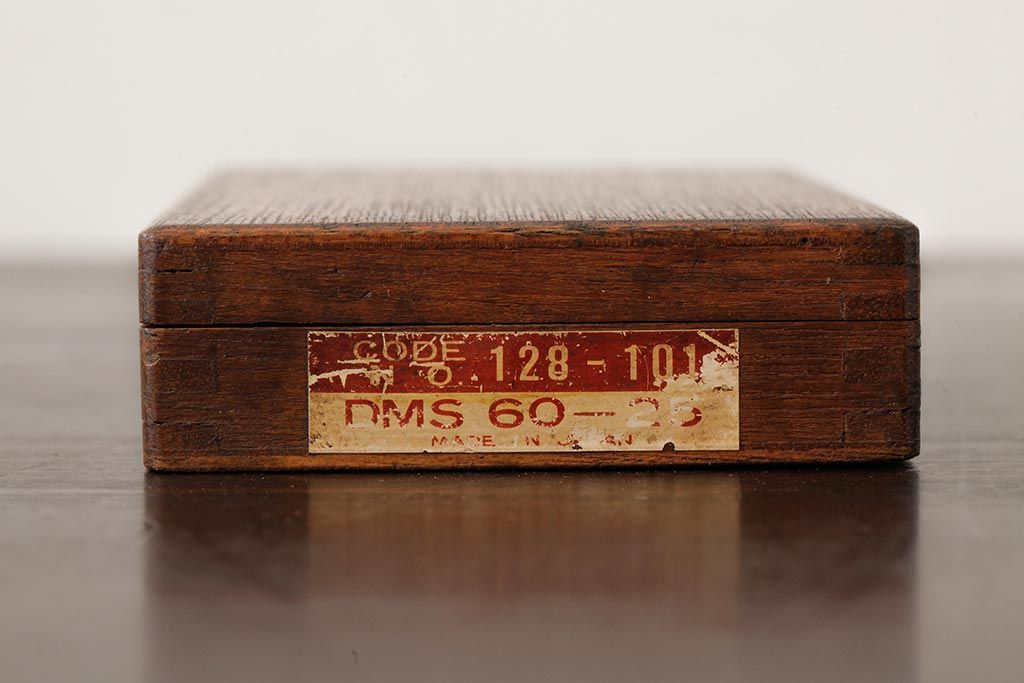 CODE NO. 128-101
DMS 60-25
MADE IN JAPAN